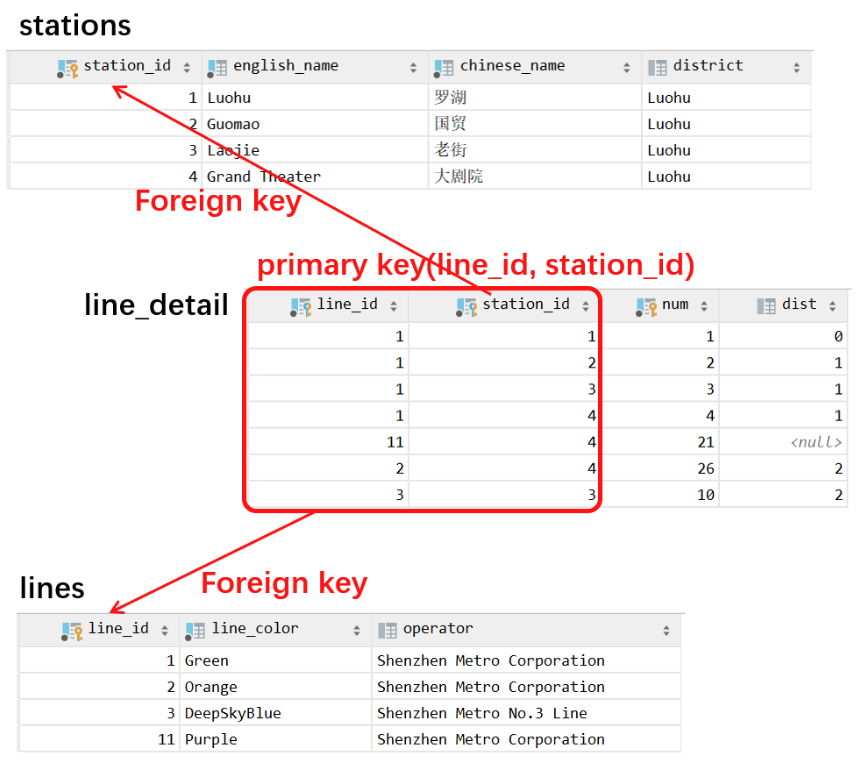 stations
station_id english_name chinese_name district
1 Luohu 罗湖 Luohu
2 Guomao 国贸 Luohu
3 Laojie 老街 Luohu
4 Grand Theater 大剧院 Luohu
Foreign key
primary key(line_id, station_id)
line_detail
line_id station_id num dist
1 1 1 0
1 2 2 1
1 3 3 1
1 4 4 1
11 4 21 <null>
2 4 26 2
3 3 10 2
Foreign key
lines
line_id line_color operator
1 Green Shenzhen Metro Corporation
2 Orange Shenzhen Metro Corporation
3 DeepSkyBlue Shenzhen Metro No.3 Line
11 Purple Shenzhen Metro Corporation